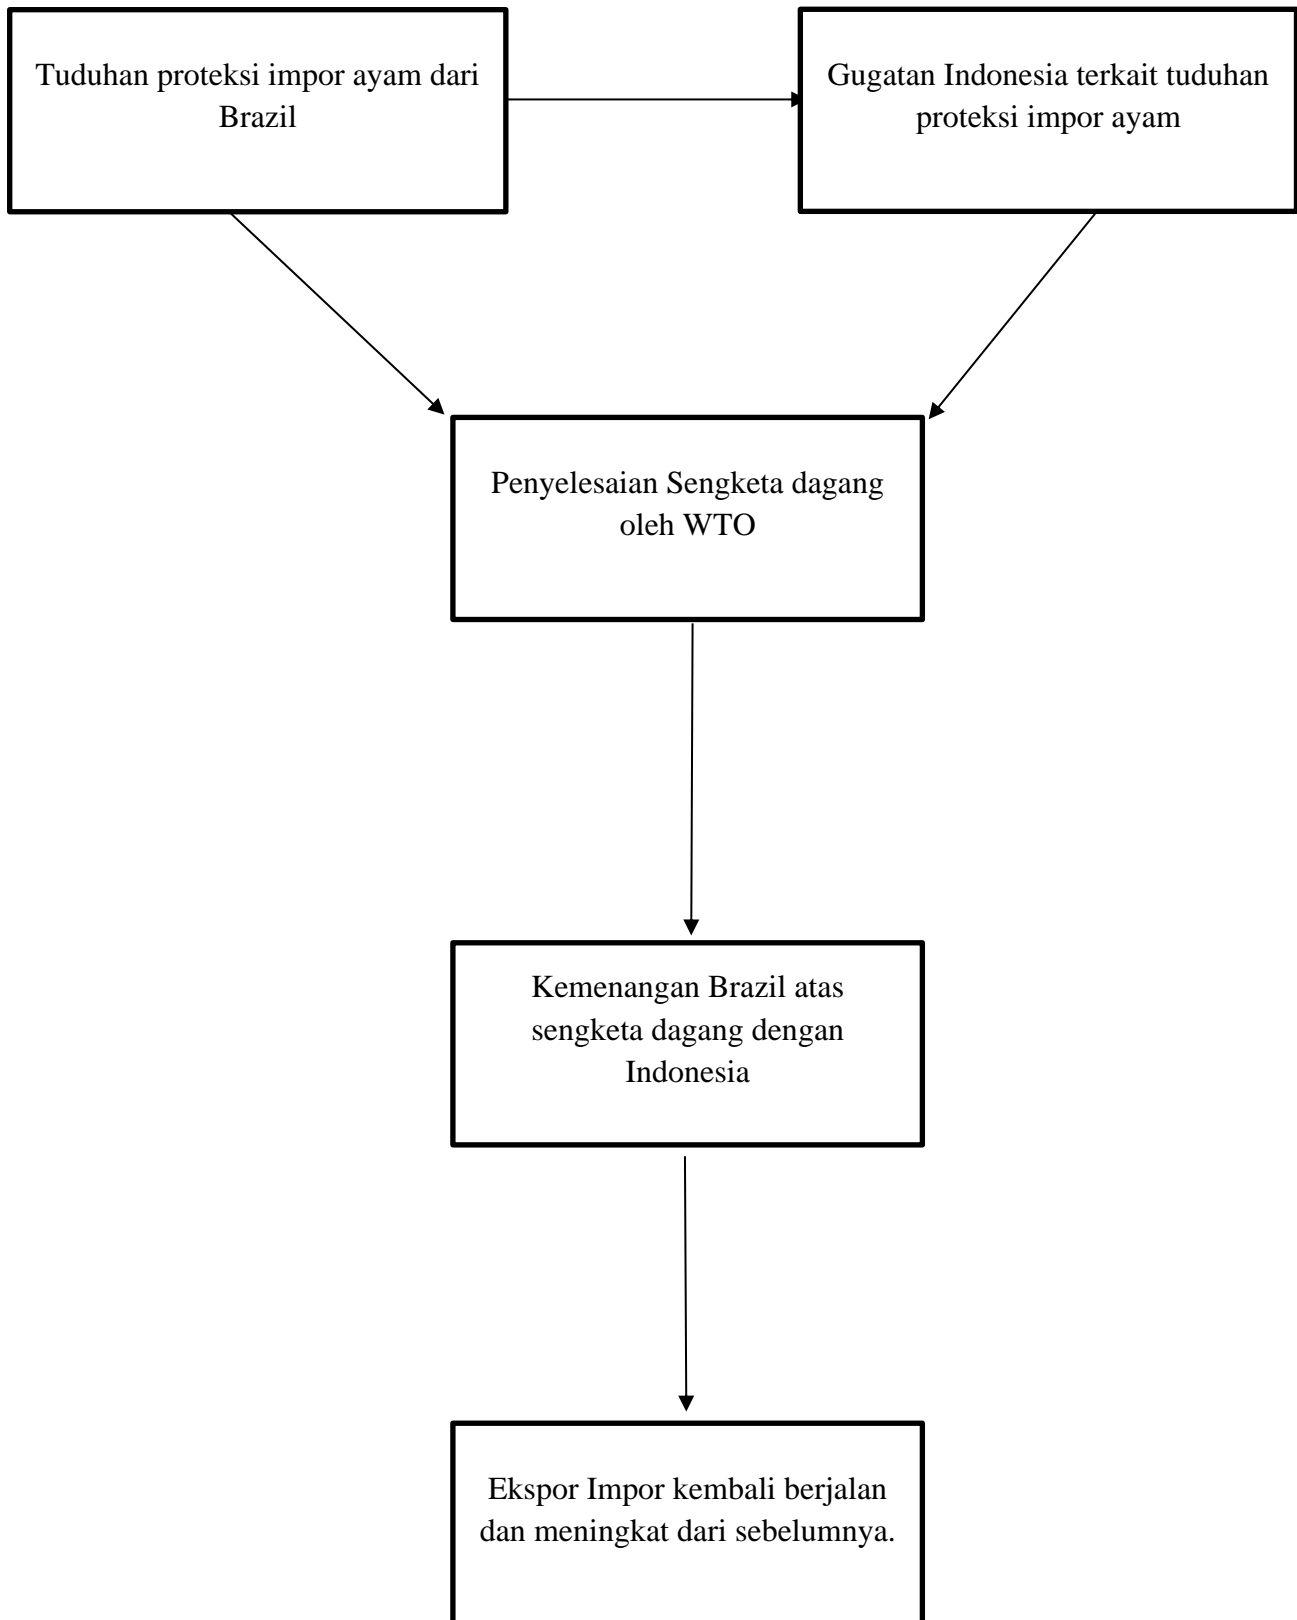 Tuduhan proteksi impor ayam dari
Brazil
Gugatan Indonesia terkait tuduhan
proteksi impor ayam
Penyelesaian Sengketa dagang
oleh WTO
Kemenangan Brazil atas
sengketa dagang dengan
Indonesia
Ekspor Impor kembali berjalan
dan meningkat dari sebelumnya.